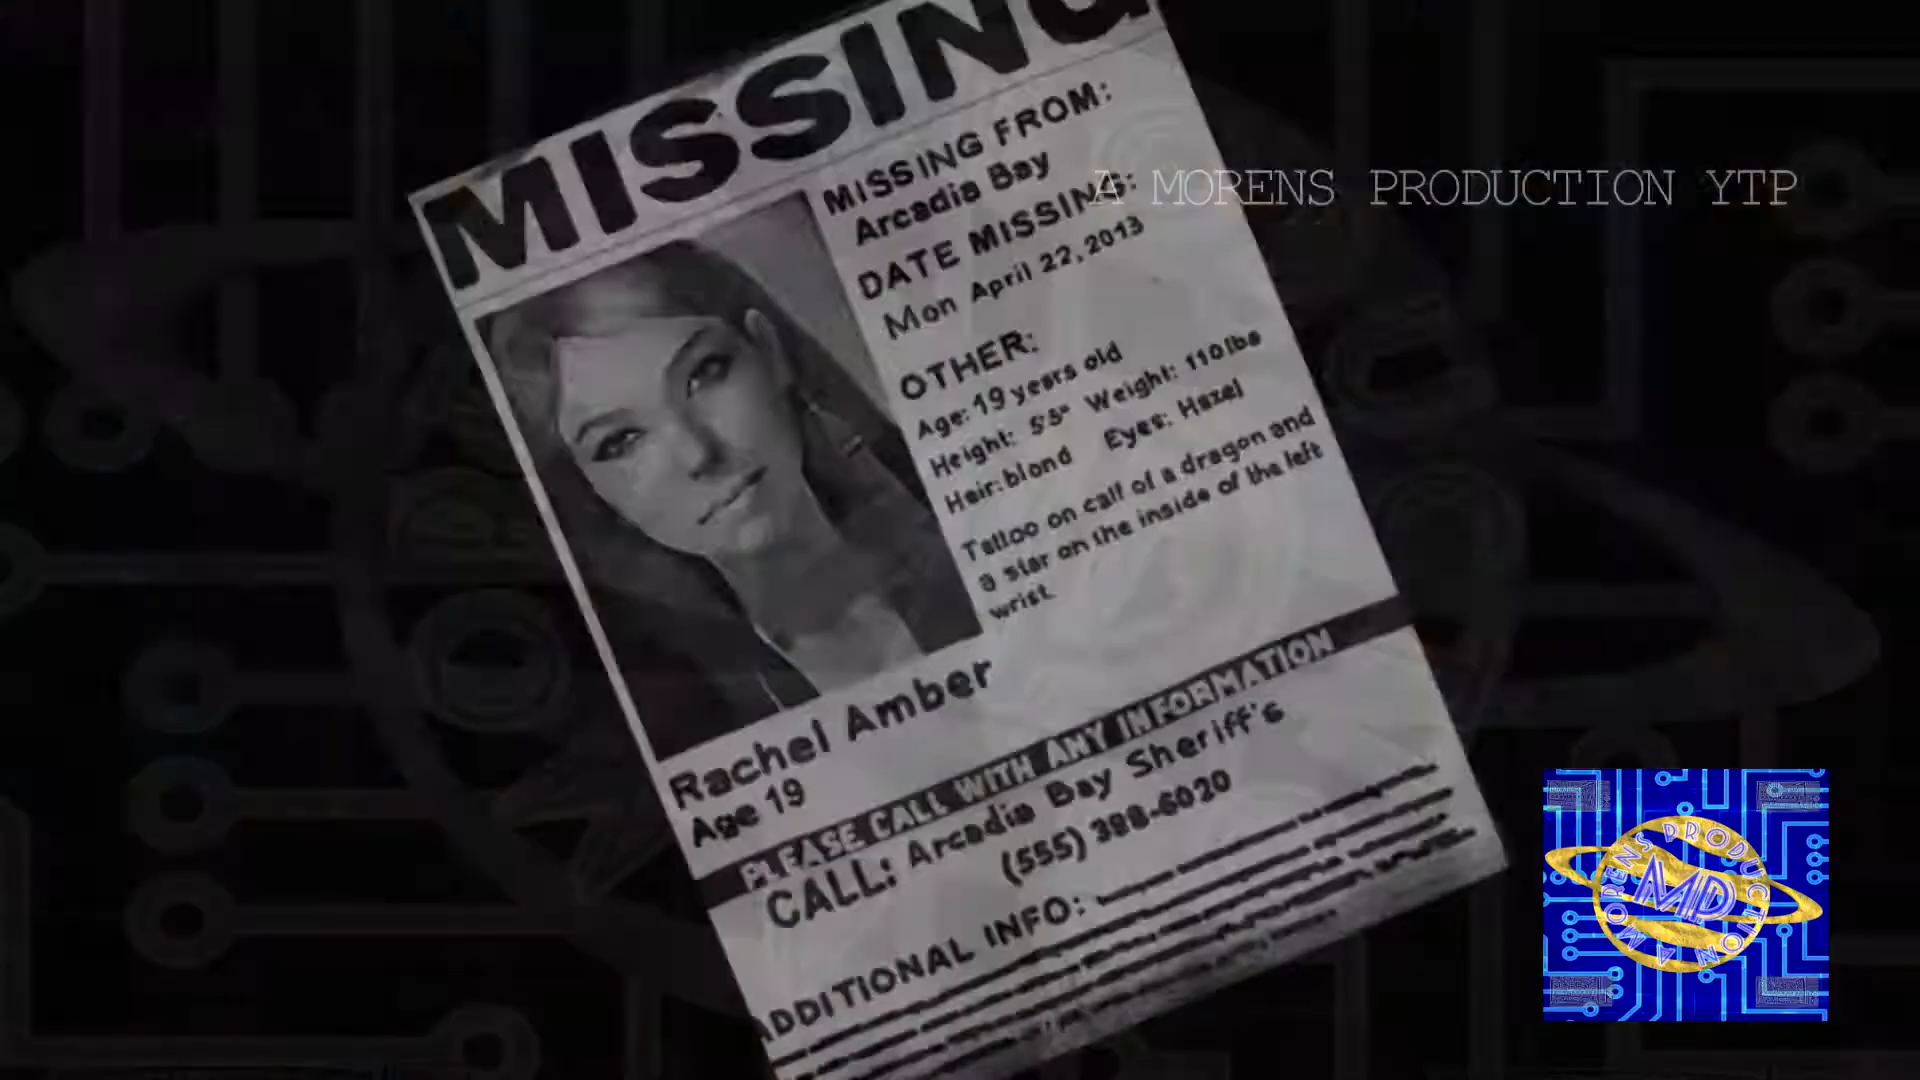 MISSING
MISSING FROM:
Arcadia Bay
DATE MISSING:
Mon April 22, 2013
OTHER:
Age: 19 years old
Height: 5'5" Weight: 110lbs
Hair: blond Eyes: Hazel
Tattoo on calf of a dragon and
a star on the inside of the left
wrist.
Rachel Amber
Age 19
PLEASE CALL WITH ANY INFORMATION
CALL: Arcadia Bay Sheriff's
(555) 398-6020
ADDITIONAL INFO:
A MORENS PRODUCTION YTP
A MORENS PRODUCTION
MP